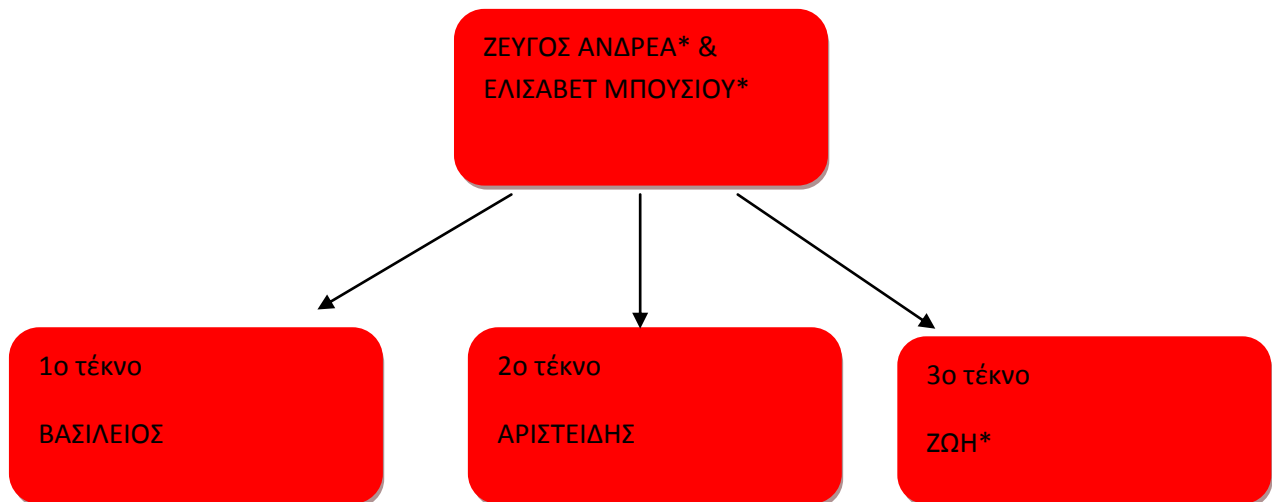 ΖΕΥΓΟΣ ΑΝΔΡΕΑ* &
ΕΛΙΣΑΒΕΤ ΜΠΟΥΣΙΟΥ*
1ο τέκνο
ΒΑΣΙΛΕΙΟΣ
2ο τέκνο
ΑΡΙΣΤΕΙΔΗΣ
3ο τέκνο
ΖΩΗ*